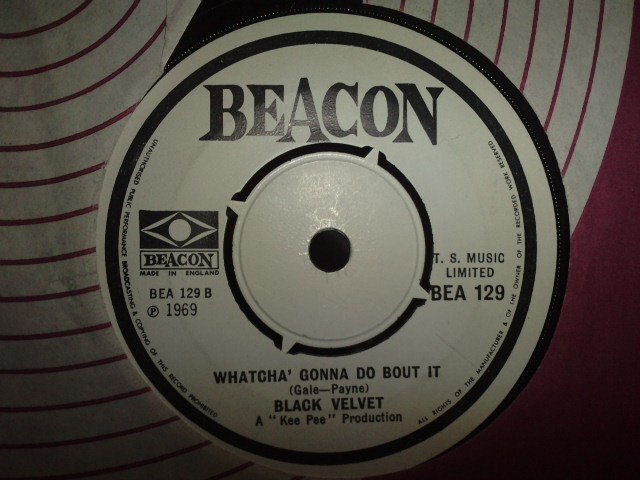 BEACON
UNAUTHORISED PUBLIC PERFORMANCE BROADCASTING & COPYING OF THIS RECORD PROHIBITED
ALL RIGHTS OF THE MANUFACTURER & OF THE OWNER OF THE RECORDED WORK RESERVED
BEACON
MADE IN ENGLAND
BEA 129 B
Ⓟ 1969
T. S. MUSIC
LIMITED
BEA 129
WHATCHA' GONNA DO BOUT IT
(Gale—Payne)
BLACK VELVET
A "Kee Pee" Production